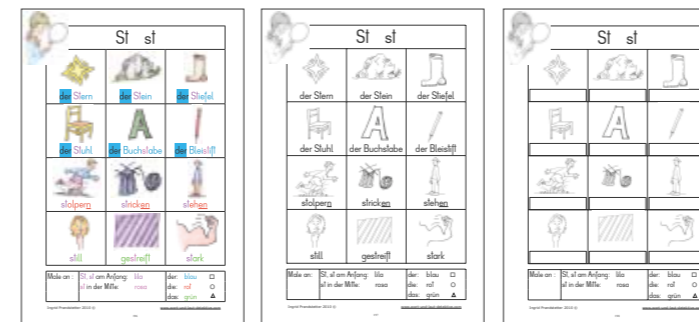 St st
der Stern der Stein der Stiefel
der Stuhl der Buchstabe der Bleistift
stolpern stricken stehen
still gestreift stark
Male an : St, st am Anfang: lila der: blau
st in der Mitte: rosa die: rot
das: grün
St st
der Stern der Stein der Stiefel
der Stuhl der Buchstabe der Bleistift
stolpern stricken stehen
still gestreift stark
Male an : St, st am Anfang: lila der: blau
st in der Mitte: rosa die: rot
das: grün
St st
Male an : St, st am Anfang: lila der: blau
st in der Mitte: rosa die: rot
das: grün